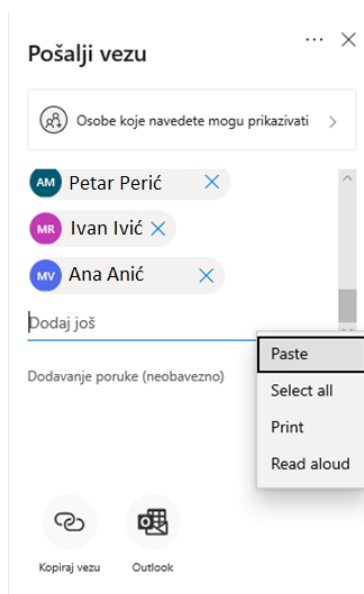 Pošalji vezu
Osobe koje navedete mogu prikazivati
AM Petar Perić
MR Ivan Ivić
MV Ana Anić
Dodaj još
Paste
Dodavanje poruke (neobavezno)
Select all
Print
Read aloud
Kopiraj vezu
Outlook